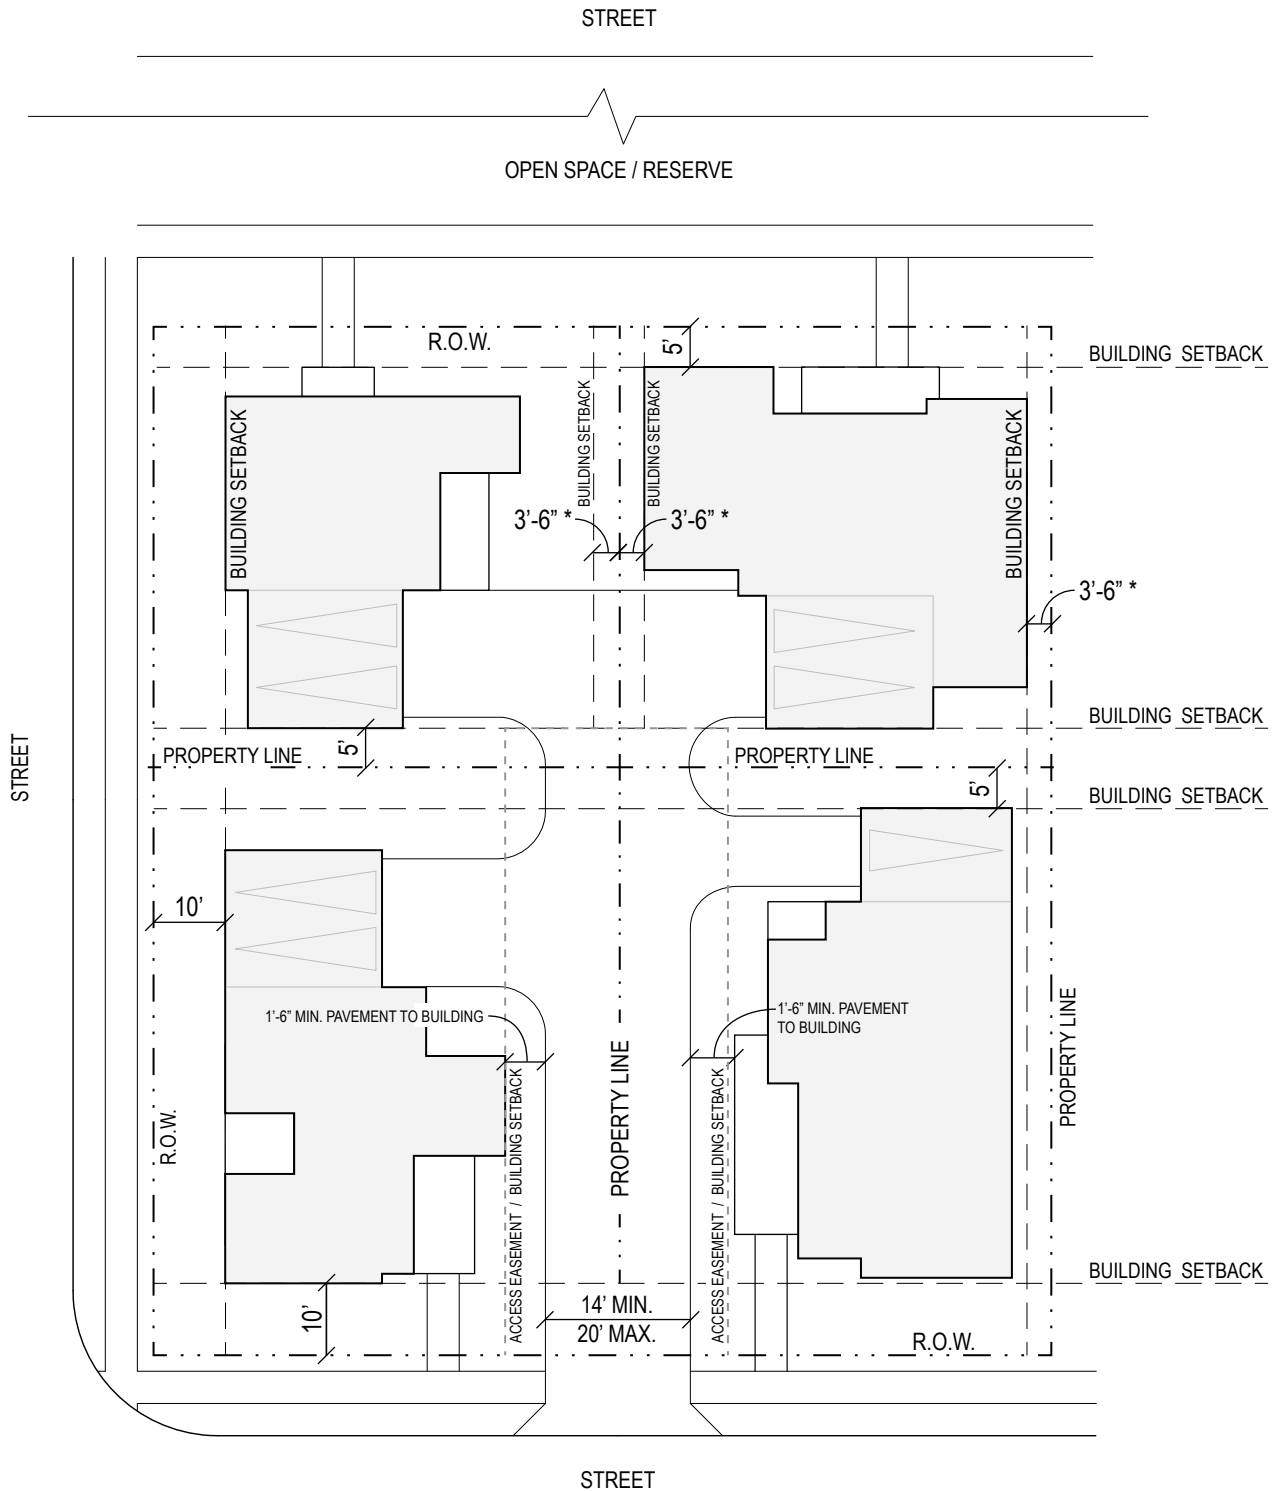 STREET
OPEN SPACE / RESERVE
R.O.W.
5'
BUILDING SETBACK
BUILDING SETBACK
BUILDING SETBACK
BUILDING SETBACK
BUILDING SETBACK
3'-6” *
3'-6” *
3'-6” *
BUILDING SETBACK
STREET
PROPERTY LINE
5'
PROPERTY LINE
5'
BUILDING SETBACK
10'
1'-6” MIN. PAVEMENT TO BUILDING
1'-6” MIN. PAVEMENT
TO BUILDING
R.O.W.
ACCESS EASEMENT / BUILDING SETBACK
PROPERTY LINE
ACCESS EASEMENT / BUILDING SETBACK
PROPERTY LINE
BUILDING SETBACK
10'
14' MIN.
20' MAX.
R.O.W.
STREET